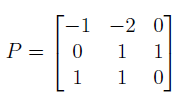 P = [ −1 −2 0
0 1 1
1 1 0 ]